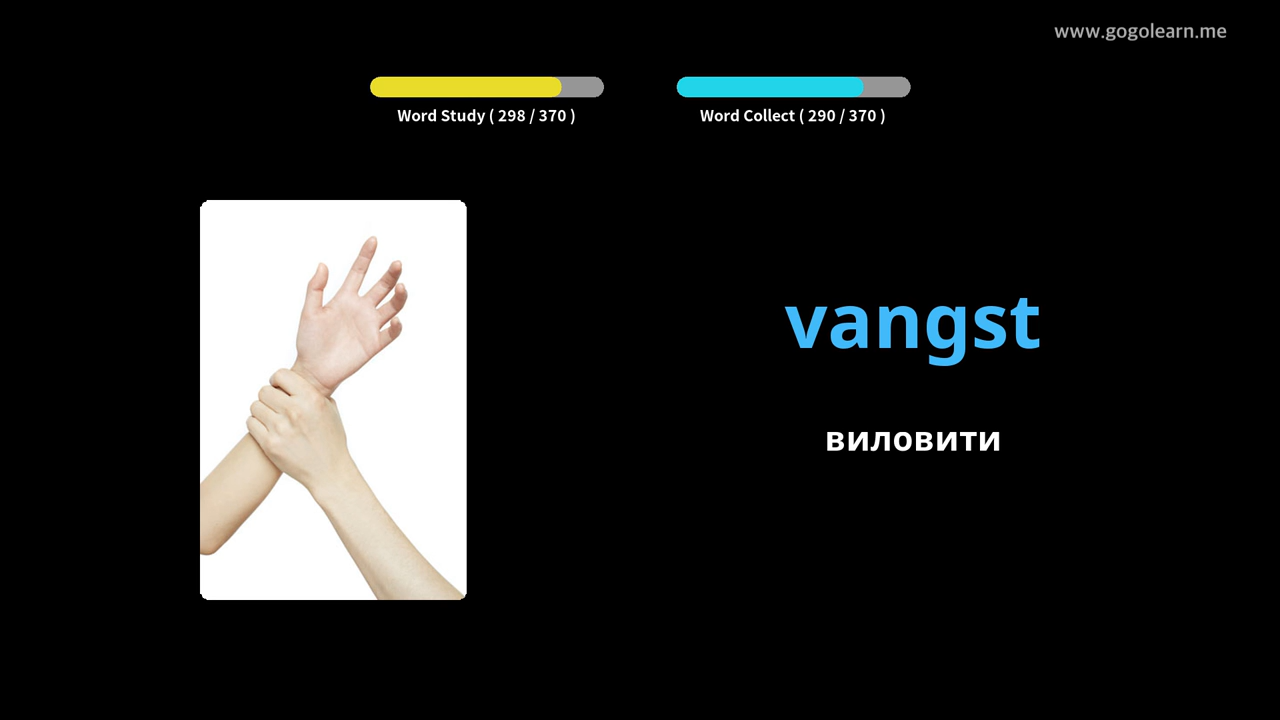 www.gogolearn.me
Word Study ( 298 / 370 )
Word Collect ( 290 / 370 )
vangst
виловити